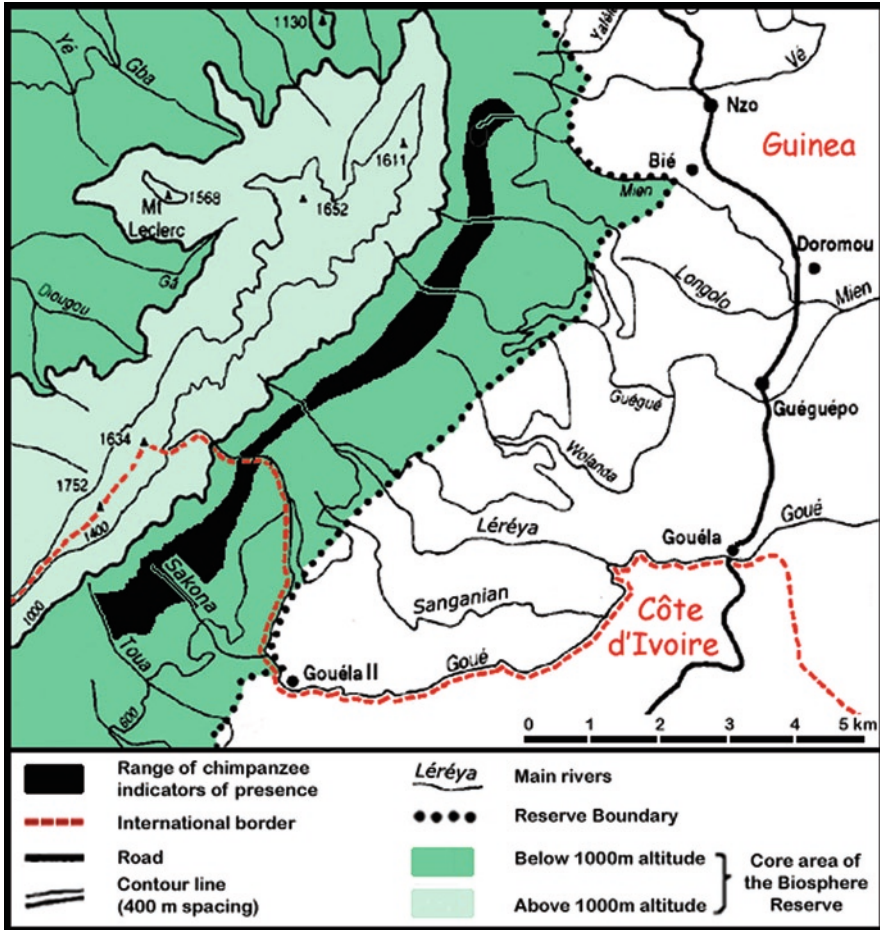 1130
Yé
Gba
Yalélé
Vé
Nzo
Guinea
1611
Bié
1568
Mt
Leclerc
1652
Mien
Doromou
Gâ
Diougou
Longolo
Mien
Guégué
Guéguépo
1634
1752
Wolanda
1400
Léréya
Gouéla
Goué
1000
Sakona
Sanganian
Côte
d'Ivoire
Toua
Gouéla II
Goué
600
0 1 2 3 4 5 km
Range of chimpanzee
indicators of presence
International border
Road
Contour line
(400 m spacing)
Léréya
Main rivers
Reserve Boundary
Below 1000m altitude
Above 1000m altitude
Core area of
the Biosphere
Reserve